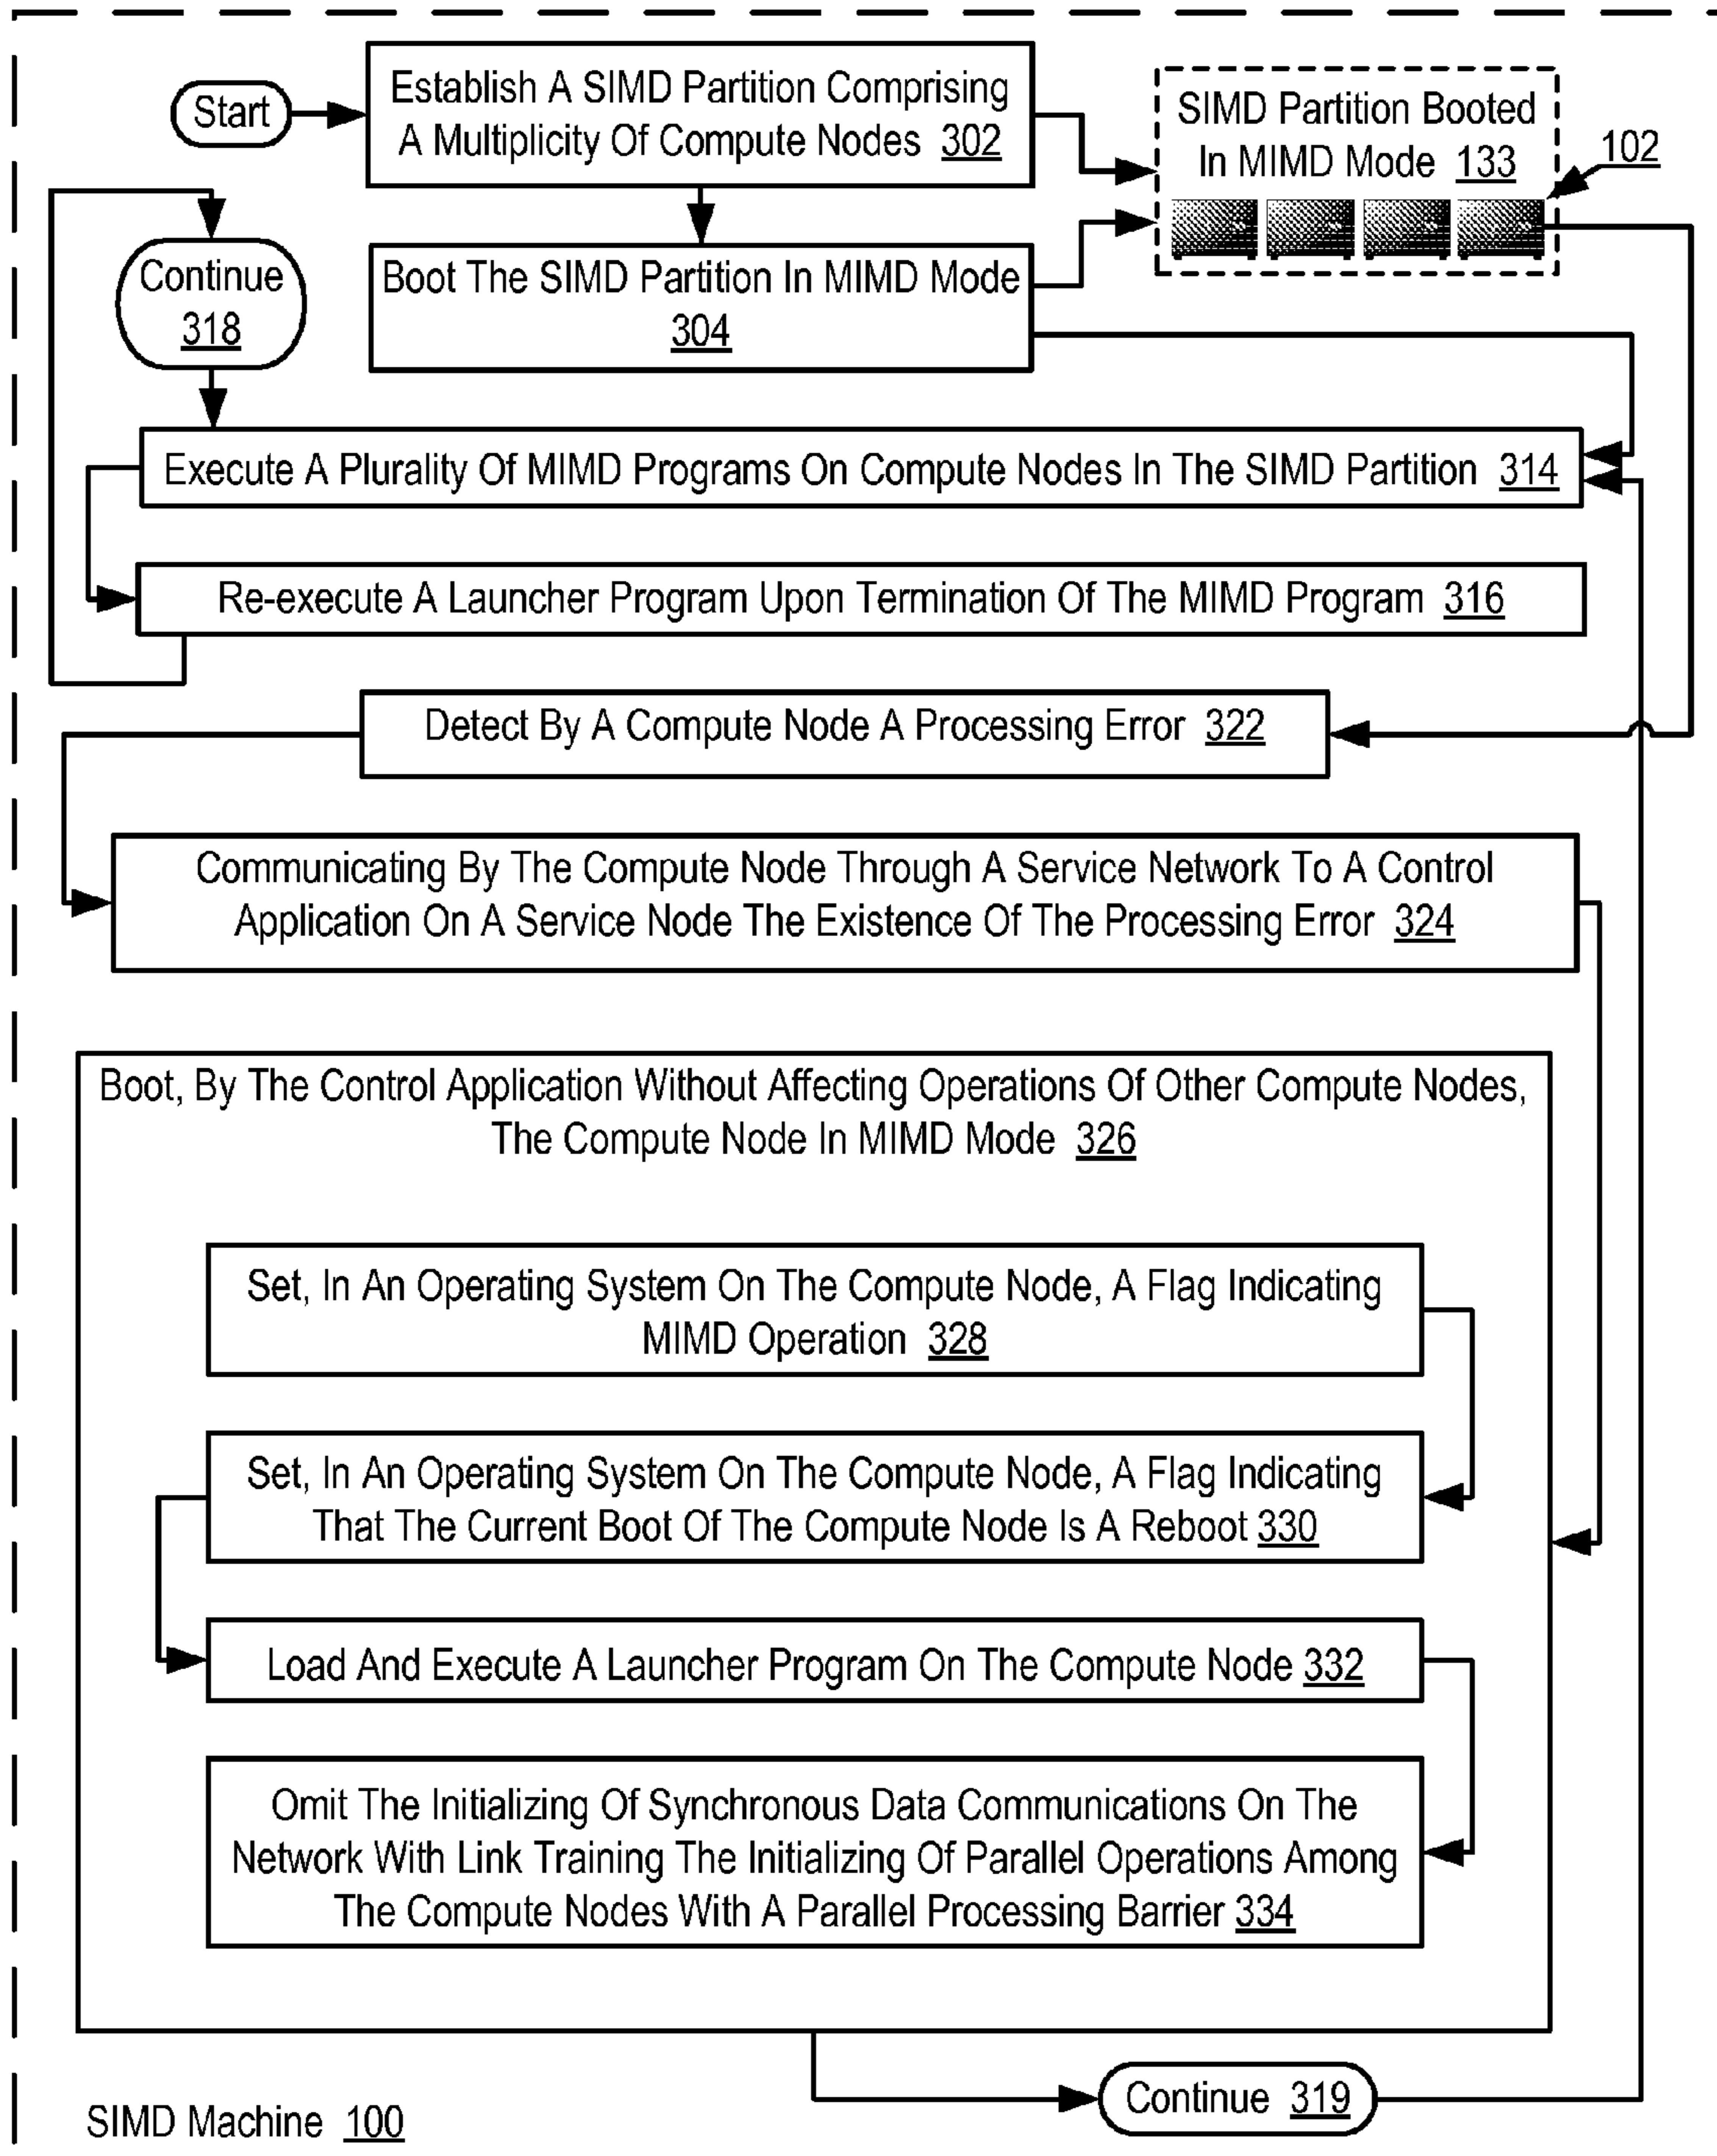 Start
Establish A SIMD Partition Comprising
A Multiplicity Of Compute Nodes 302
SIMD Partition Booted
In MIMD Mode 133
102
Continue
318
Boot The SIMD Partition In MIMD Mode
304
Execute A Plurality Of MIMD Programs On Compute Nodes In The SIMD Partition 314
Re-execute A Launcher Program Upon Termination Of The MIMD Program 316
Detect By A Compute Node A Processing Error 322
Communicating By The Compute Node Through A Service Network To A Control
Application On A Service Node The Existence Of The Processing Error 324
Boot, By The Control Application Without Affecting Operations Of Other Compute Nodes,
The Compute Node In MIMD Mode 326
Set, In An Operating System On The Compute Node, A Flag Indicating
MIMD Operation 328
Set, In An Operating System On The Compute Node, A Flag Indicating
That The Current Boot Of The Compute Node Is A Reboot 330
Load And Execute A Launcher Program On The Compute Node 332
Omit The Initializing Of Synchronous Data Communications On The
Network With Link Training The Initializing Of Parallel Operations Among
The Compute Nodes With A Parallel Processing Barrier 334
Continue 319
SIMD Machine 100